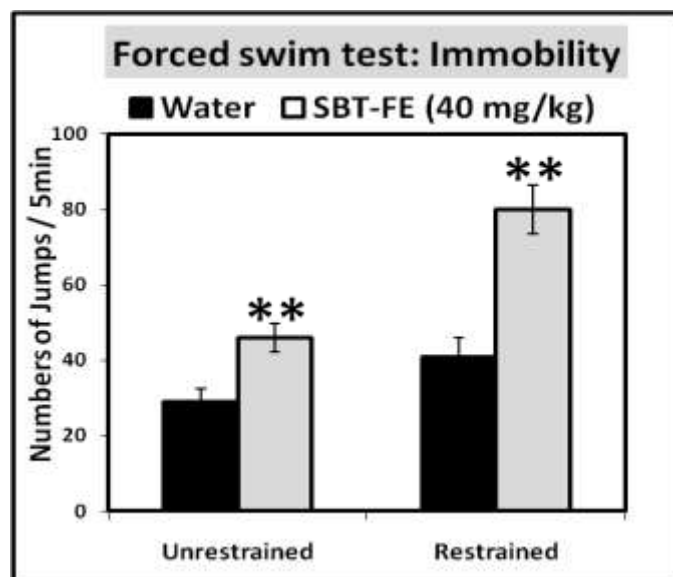 Forced swim test: Immobility
Water SBT-FE (40 mg/kg)
Numbers of Jumps / 5min
100
80
60
40
20
0
**
**
Unrestrained Restrained